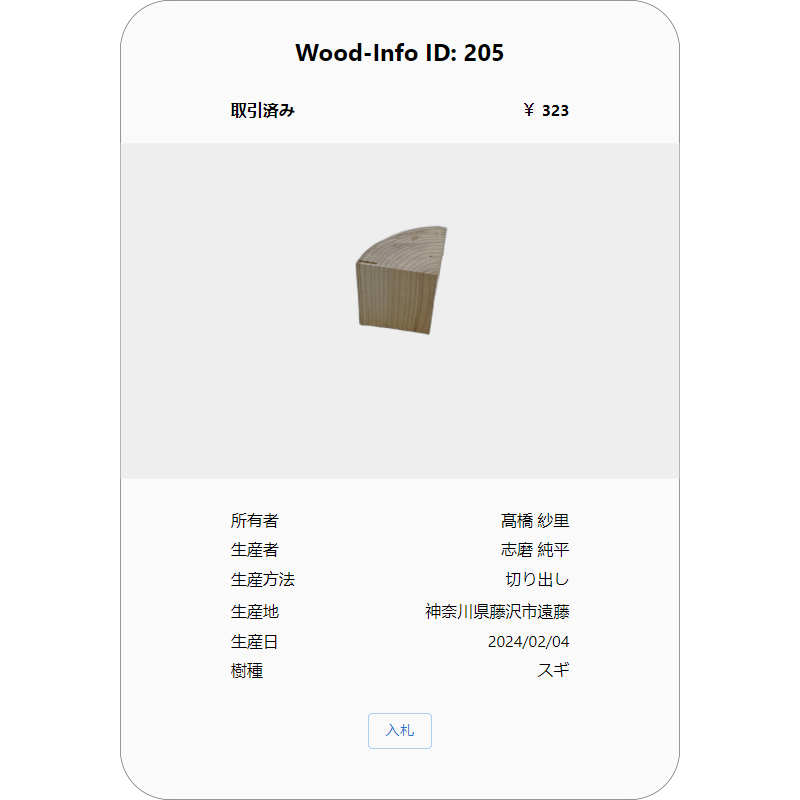 Wood-Info ID: 205
取引済み ￥ 323
所有者 髙橋 紗里
生産者 志磨 純平
生産方法 切り出し
生産地 神奈川県藤沢市遠藤
生産日 2024/02/04
樹種 スギ
入札